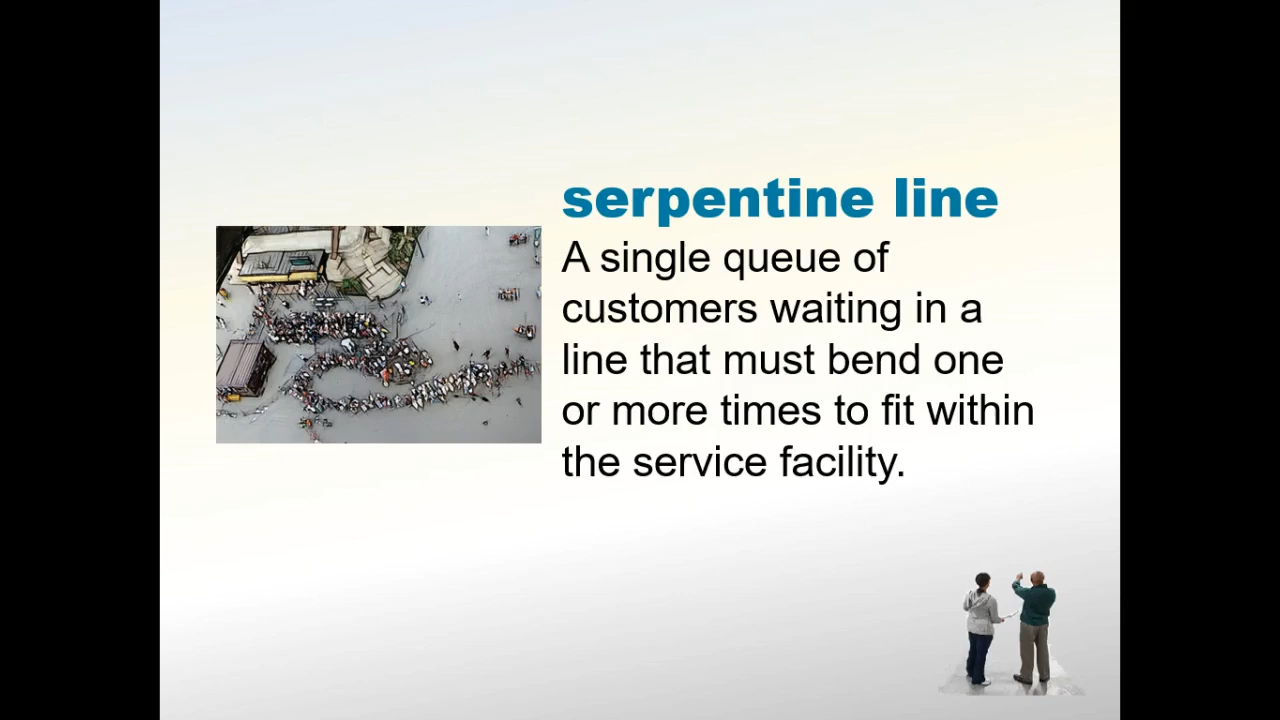 serpentine line
A single queue of
customers waiting in a
line that must bend one
or more times to fit within
the service facility.